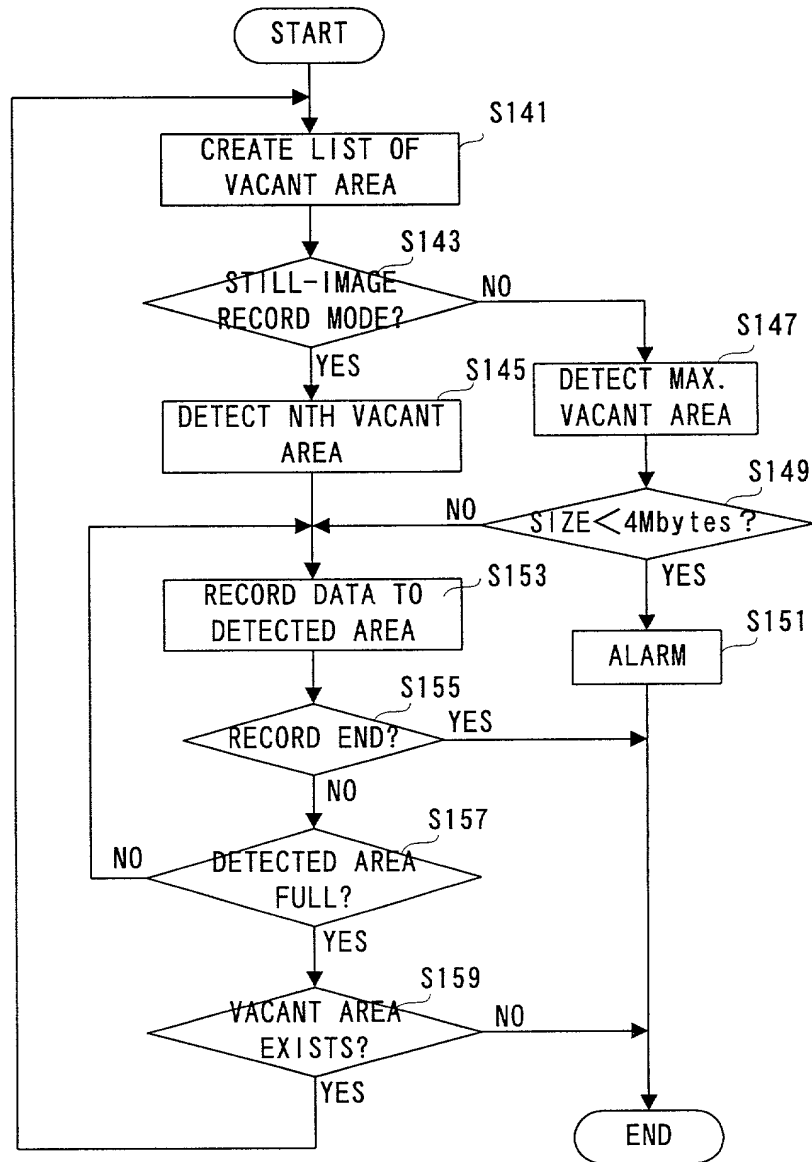 START
S141
CREATE LIST OF
VACANT AREA
S143
STILL-IMAGE
RECORD MODE?
NO
YES
S145
DETECT NTH VACANT
AREA
S147
DETECT MAX.
VACANT AREA
S149
SIZE<4Mbytes?
NO
YES
S151
ALARM
S153
RECORD DATA TO
DETECTED AREA
S155
RECORD END?
YES
NO
S157
DETECTED AREA
FULL?
NO
YES
S159
VACANT AREA
EXISTS?
NO
YES
END